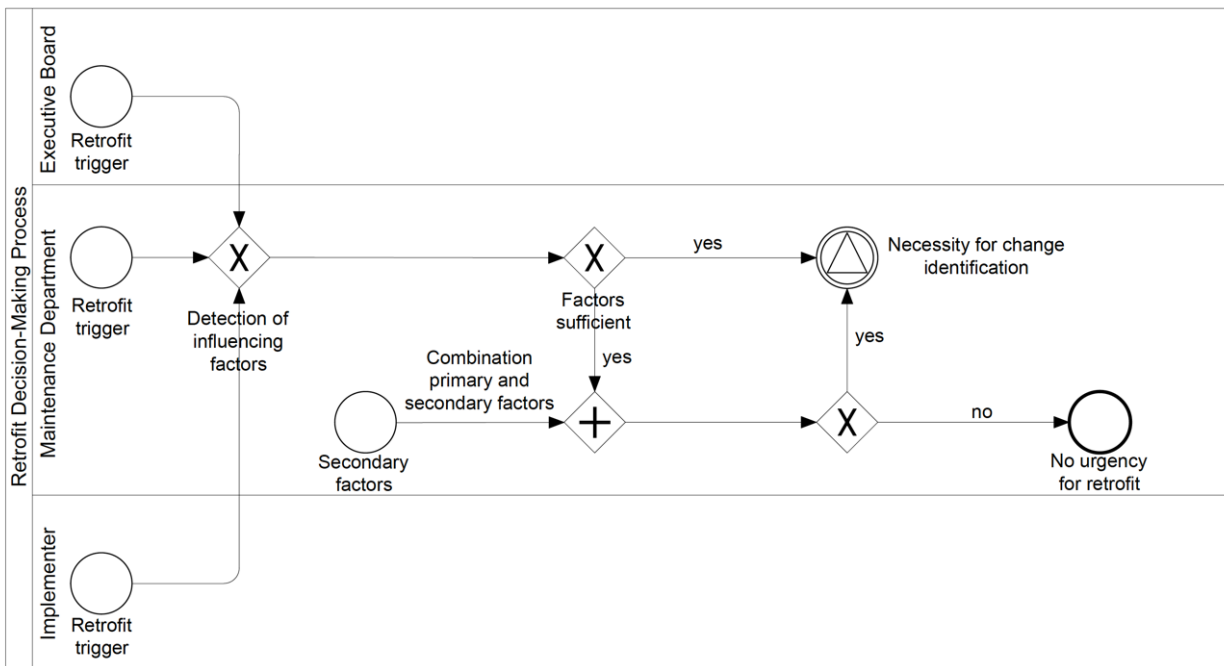 Retrofit Decision-Making Process
Executive Board
Retrofit
trigger
Maintenance Department
Retrofit
trigger
X
Detection of
influencing
factors
X
Factors
sufficient
yes
Necessity for change
identification
yes
Combination
primary and
secondary factors
Secondary
factors
+
X
yes
no
No urgency
for retrofit
Implementer
Retrofit
trigger